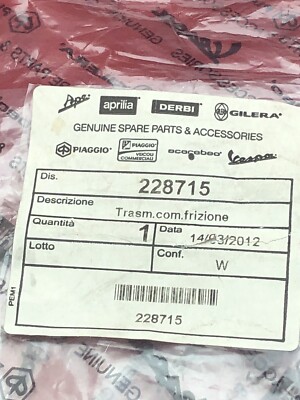 Ape aprilia DERBI GILERA
GENUINE SPARE PARTS & ACCESSORIES
PIAGGIO PIAGGIO VEICOLI COMMERCIALI scarabeo Vespa
Dis. 228715
Descrizione Trasm.com.frizione
Quantità 1 Data 14/03/2012
Lotto Conf. W
228715
PEM1
GENUINE